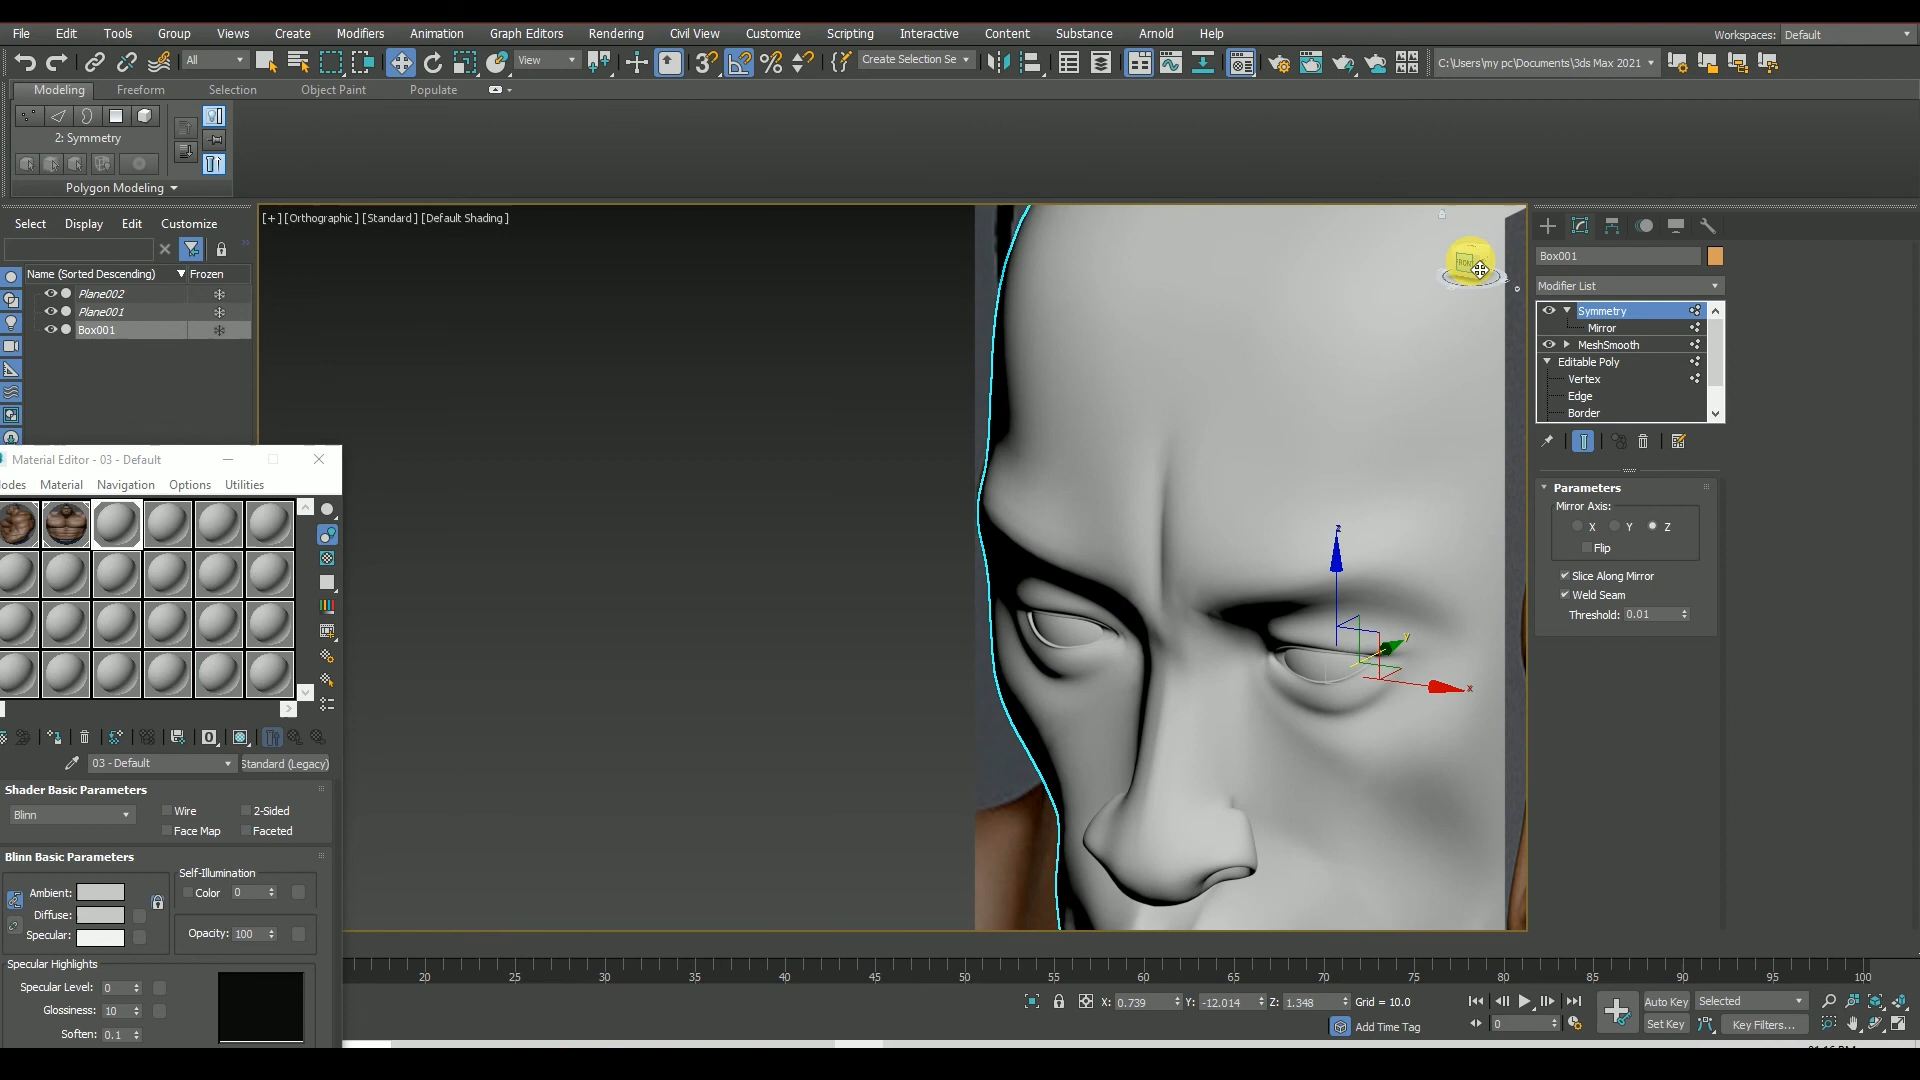 File Edit Tools Group Views Create Modifiers Animation Graph Editors Rendering Civil View Customize Scripting Interactive Content Substance Arnold Help Workspaces: Default
All View Create Selection Se C:\Users\my pc\Documents\3ds Max 2021
Modeling Freeform Selection Object Paint Populate
2: Symmetry
Polygon Modeling
Select Display Edit Customize
Name (Sorted Descending) Frozen
Plane002
Plane001
Box001
[+] [Orthographic] [Standard] [Default Shading]
z
y
x
Box001
Modifier List
Symmetry
Mirror
MeshSmooth
Editable Poly
Vertex
Edge
Border
Parameters
Mirror Axis:
X Y Z
Flip
Slice Along Mirror
Weld Seam
Threshold: 0.01
Material Editor - 03 - Default
odes Material Navigation Options Utilities
03 - Default Standard (Legacy)
Shader Basic Parameters
Blinn Wire 2-Sided
Face Map Faceted
Blinn Basic Parameters
Self-Illumination
Ambient: Color 0
Diffuse:
Specular: Opacity: 100
Specular Highlights
Specular Level: 0
Glossiness: 10
Soften: 0.1
20 25 30 35 40 45 50 55 60 65 70 75 80 85 90 95 100
X: 0.739 Y: -12.014 Z: 1.348 Grid = 10.0
Add Time Tag
0
Auto Key Selected
Set Key Key Filters...